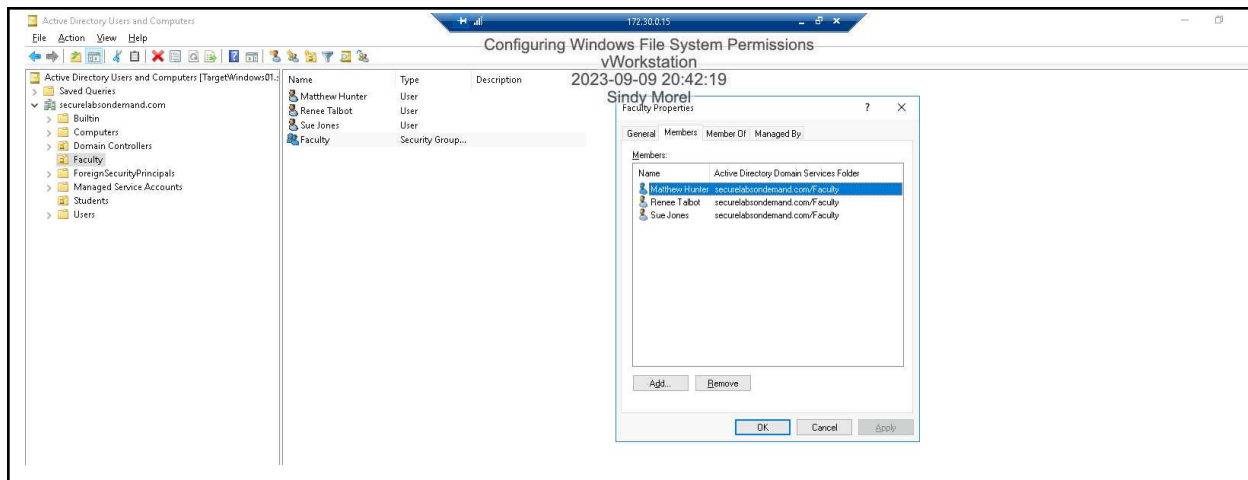 Active Directory Users and Computers
172.30.0.15
File Action View Help
Configuring Windows File System Permissions
vWorkstation
2023-09-09 20:42:19
Sindy Morel
Active Directory Users and Computers [TargetWindows01.s
Saved Queries
securelabsondemand.com
Builtin
Computers
Domain Controllers
Faculty
ForeignSecurityPrincipals
Managed Service Accounts
Students
Users
Name Type Description
Matthew Hunter User
Renee Talbot User
Sue Jones User
Faculty Security Group...
Faculty Properties ? ×
General Members Member Of Managed By
Members:
Name Active Directory Domain Services Folder
Matthew Hunter securelabsondemand.com/Faculty
Renee Talbot securelabsondemand.com/Faculty
Sue Jones securelabsondemand.com/Faculty
Add... Remove
OK Cancel Apply